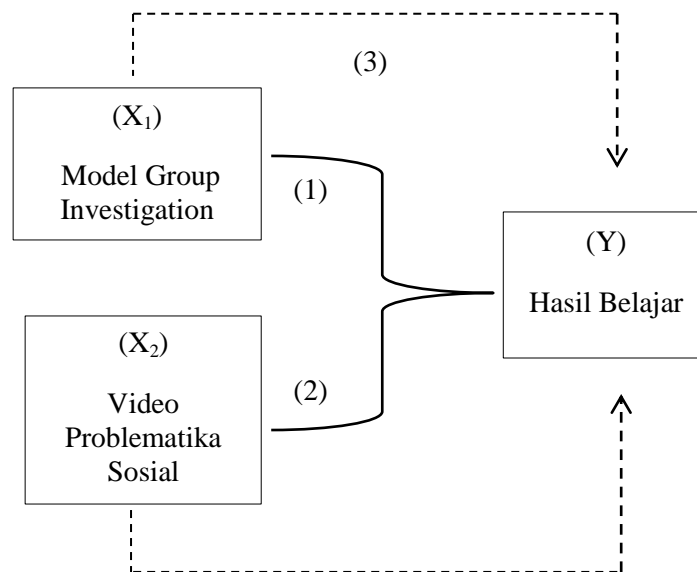 (3)
(X₁)
Model Group
Investigation
(1)
(Y)
Hasil Belajar
(X₂)
Video
Problematika
Sosial
(2)